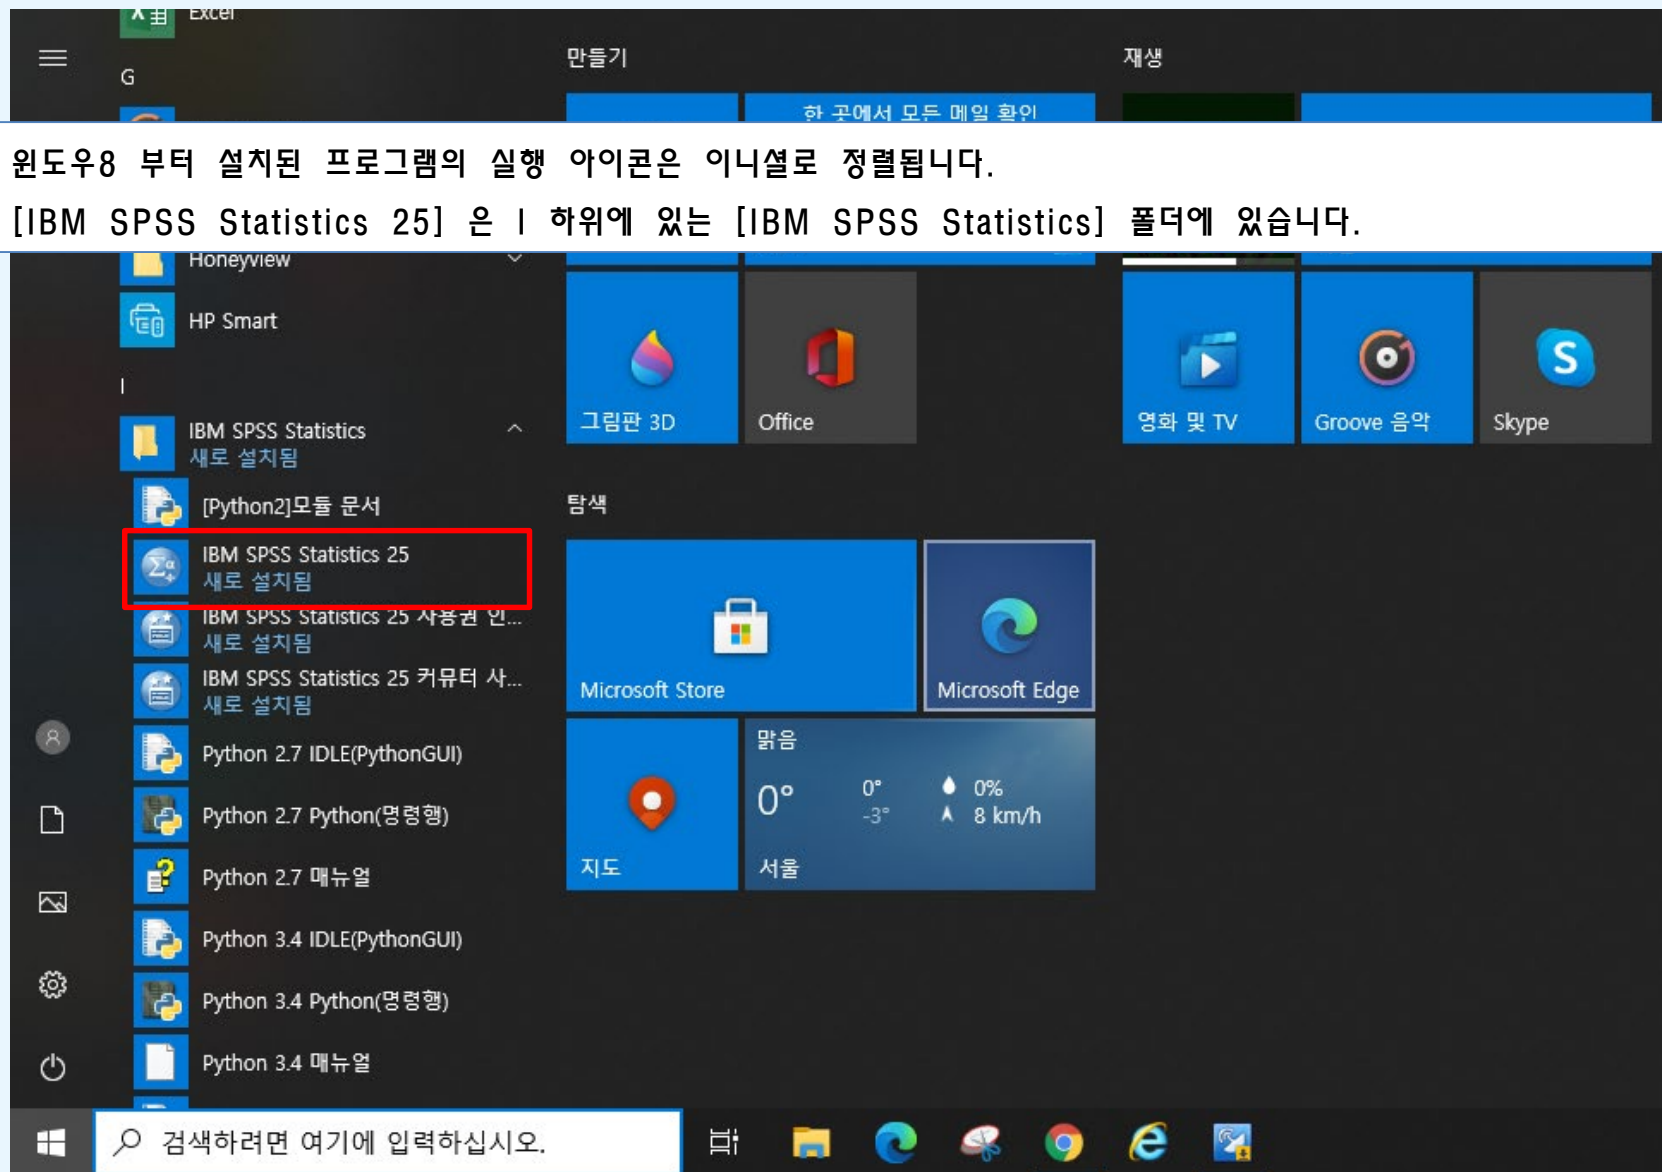 Excel
G
만들기
재생
한 곳에서 모든 메일 확인
윈도우8 부터 설치된 프로그램의 실행 아이콘은 이니셜로 정렬됩니다.
[IBM SPSS Statistics 25] 은 I 하위에 있는 [IBM SPSS Statistics] 폴더에 있습니다.
Honeyview
HP Smart
I
IBM SPSS Statistics
새로 설치됨
[Python2]모듈 문서
IBM SPSS Statistics 25
새로 설치됨
IBM SPSS Statistics 25 사용권 인...
새로 설치됨
IBM SPSS Statistics 25 커뮤터 사...
새로 설치됨
Python 2.7 IDLE(PythonGUI)
Python 2.7 Python(명령행)
Python 2.7 매뉴얼
Python 3.4 IDLE(PythonGUI)
Python 3.4 Python(명령행)
Python 3.4 매뉴얼
그림판 3D
Office
영화 및 TV
Groove 음악
Skype
탐색
Microsoft Store
Microsoft Edge
지도
맑음
0°
0°
-3°
0%
8 km/h
서울
검색하려면 여기에 입력하십시오.